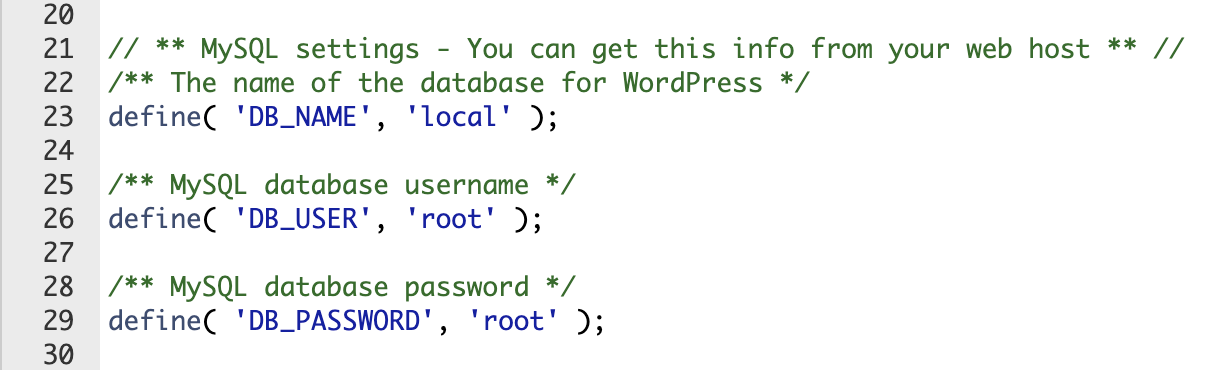 20
21 // ** MySQL settings - You can get this info from your web host ** //
22 /** The name of the database for WordPress */
23 define( 'DB_NAME', 'local' );
24
25 /** MySQL database username */
26 define( 'DB_USER', 'root' );
27
28 /** MySQL database password */
29 define( 'DB_PASSWORD', 'root' );
30